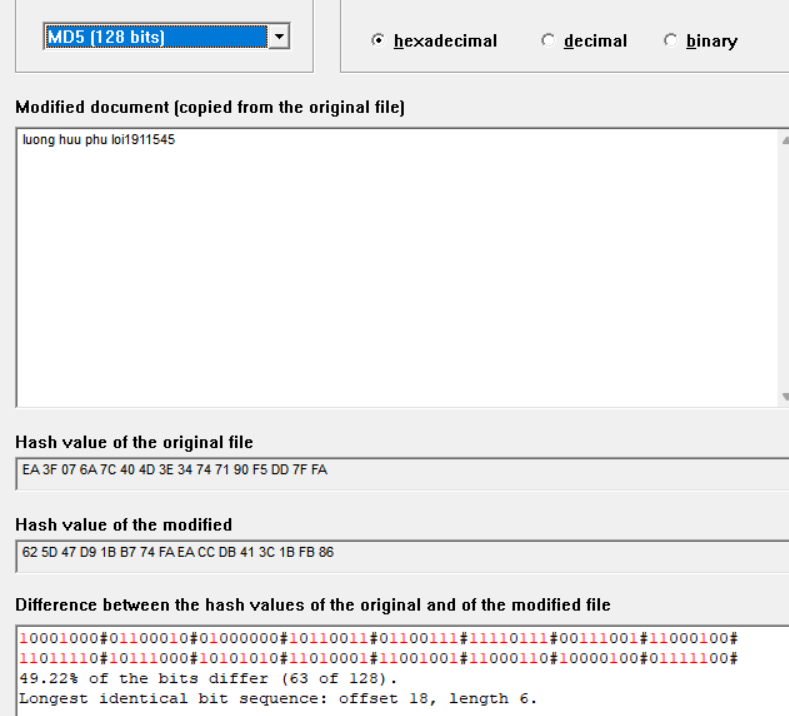 MD5 (128 bits)
hexadecimal decimal binary
Modified document (copied from the original file)
luong huu phu loi1911545
Hash value of the original file
EA 3F 07 6A 7C 40 4D 3E 34 74 71 90 F5 DD 7F FA
Hash value of the modified
62 5D 47 D9 1B B7 74 FA EA CC DB 41 3C 1B FB 86
Difference between the hash values of the original and of the modified file
10001000#01100010#01000000#10110011#01100111#11110111#00111001#11000100#
11011110#10111000#10101010#11010001#11001001#11000110#10000100#01111100#
49.22% of the bits differ (63 of 128).
Longest identical bit sequence: offset 18, length 6.